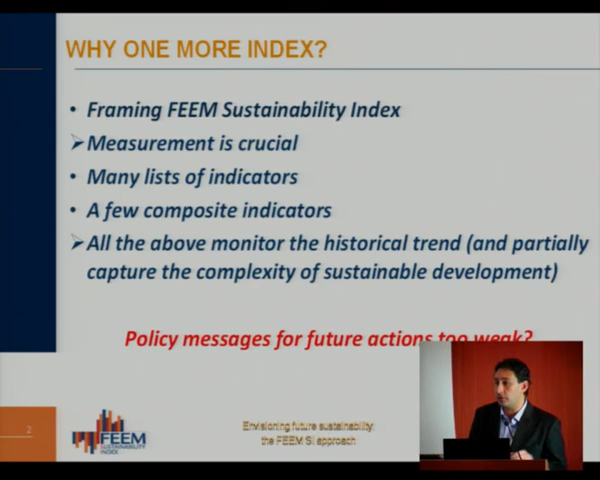 WHY ONE MORE INDEX?
• Framing FEEM Sustainability Index
➢ Measurement is crucial
• Many lists of indicators
• A few composite indicators
➢ All the above monitor the historical trend (and partially
capture the complexity of sustainable development)
Policy messages for future actions too weak?
2
FEEM
SUSTAINABILITY
INDEX
Envisioning future sustainability:
the FEEM SI approach